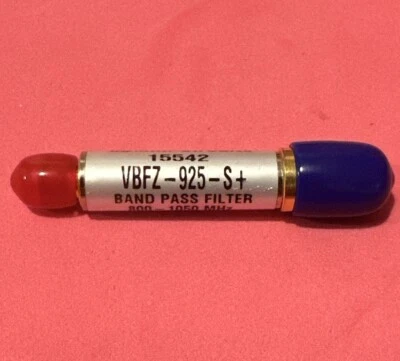 15542
VBFZ-925-S+
BAND PASS FILTER
800-1050 MHz